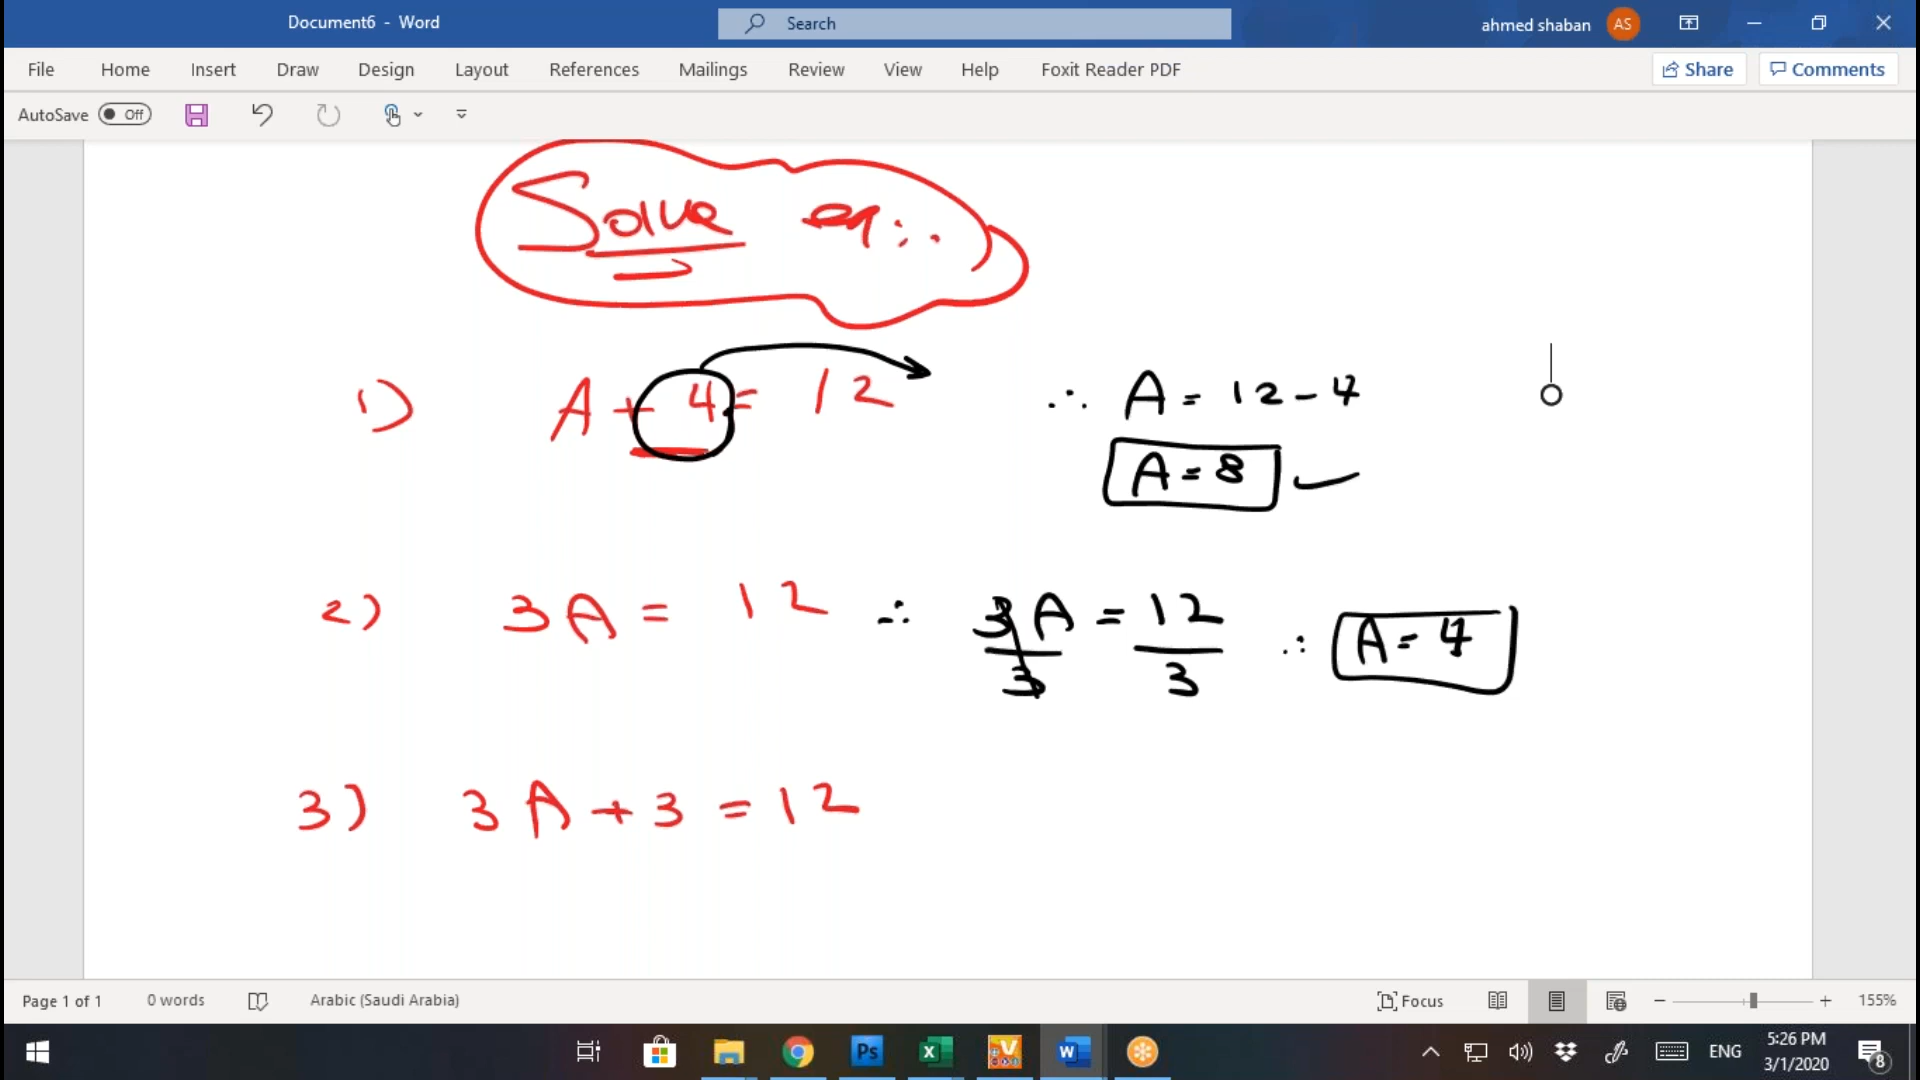 Document6 - Word
Search
ahmed shaban AS
File Home Insert Draw Design Layout References Mailings Review View Help Foxit Reader PDF Share Comments
AutoSave Off
Solve eq:.
1) A + 4 = 12 ∴ A = 12 - 4
A = 8
2) 3A = 12 ∴ 3A/3 = 12/3 ∴ A = 4
3) 3A + 3 = 12
Page 1 of 1 0 words Arabic (Saudi Arabia) Focus 155%
Ps ENG 5:26 PM
3/1/2020 8